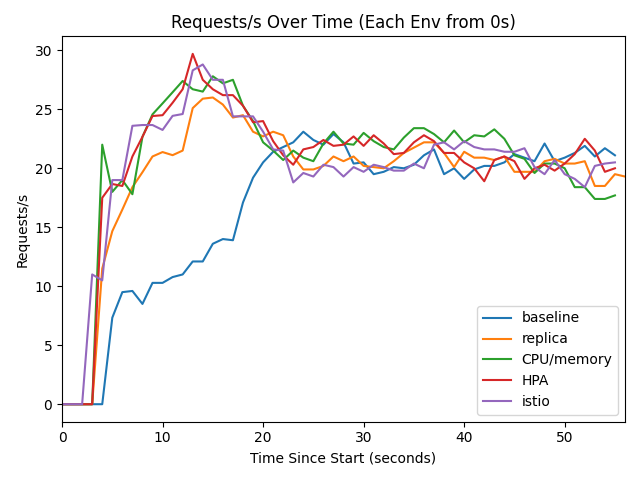 Requests/s Over Time (Each Env from 0s)
Requests/s
30
25
20
15
10
5
0
0 10 20 30 40 50
Time Since Start (seconds)
baseline
replica
CPU/memory
HPA
istio